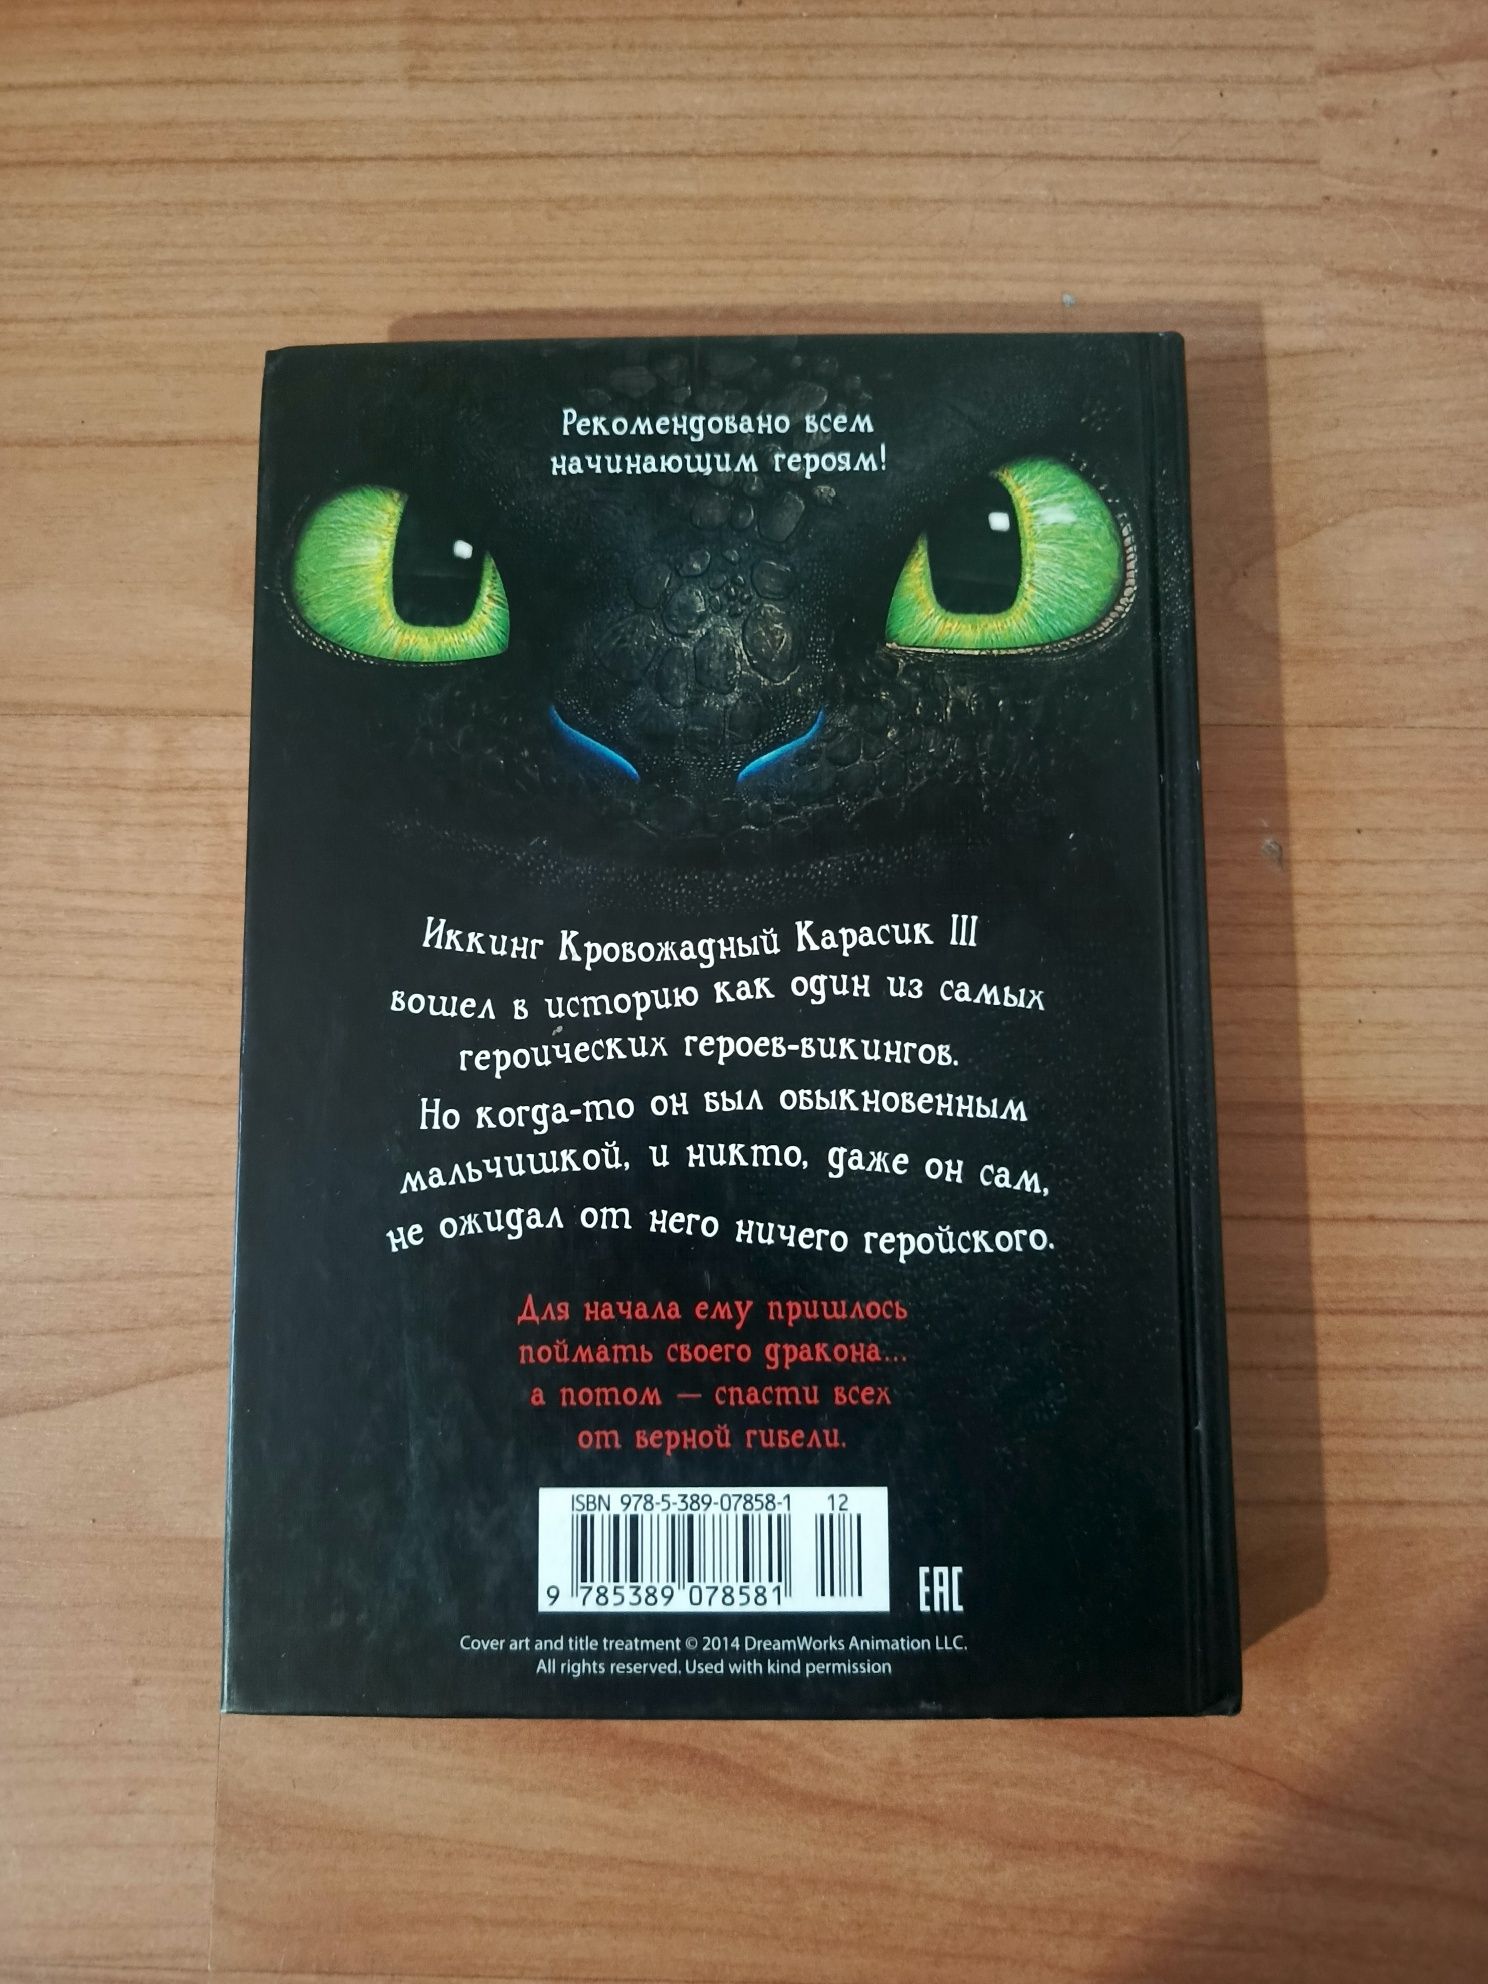 Рекомендовано всем
начинающим героям!
Иккинг Кровожадный Карасик III
вошел в историю как один из самых
героических героев-викингов.
Но когда-то он был обыкновенным
мальчишкой, и никто, даже он сам,
не ожидал от него ничего геройского.
Для начала ему пришлось
поймать своего дракона...
а потом — спасти всех
от верной гибели.
ISBN 978-5-389-07858-1 12
9 785389 078581
EAC
Cover art and title treatment © 2014 DreamWorks Animation LLC.
All rights reserved. Used with kind permission